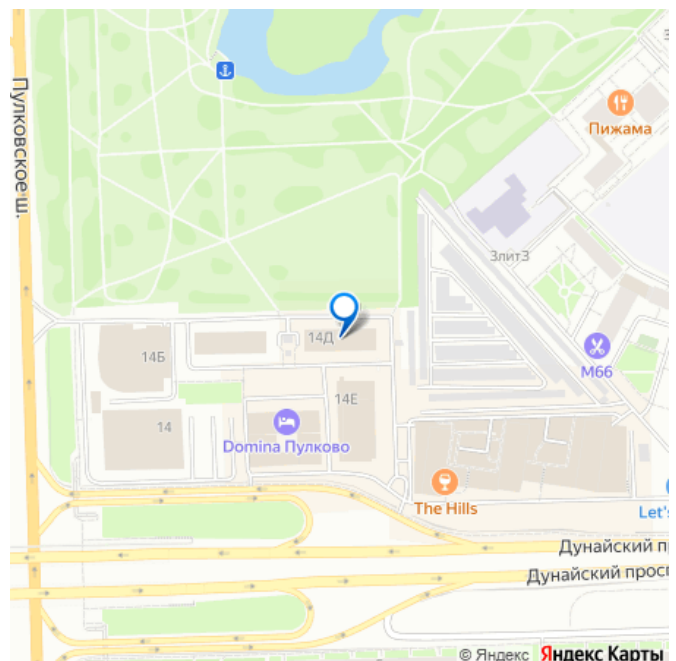 Пулковское ш.
Пижама
3лит3
14Д
14Б
М66
14Е
14
Domina Пулково
The Hills
Let's
Дунайский п
Дунайский просп
© Яндекс Яндекс Карты